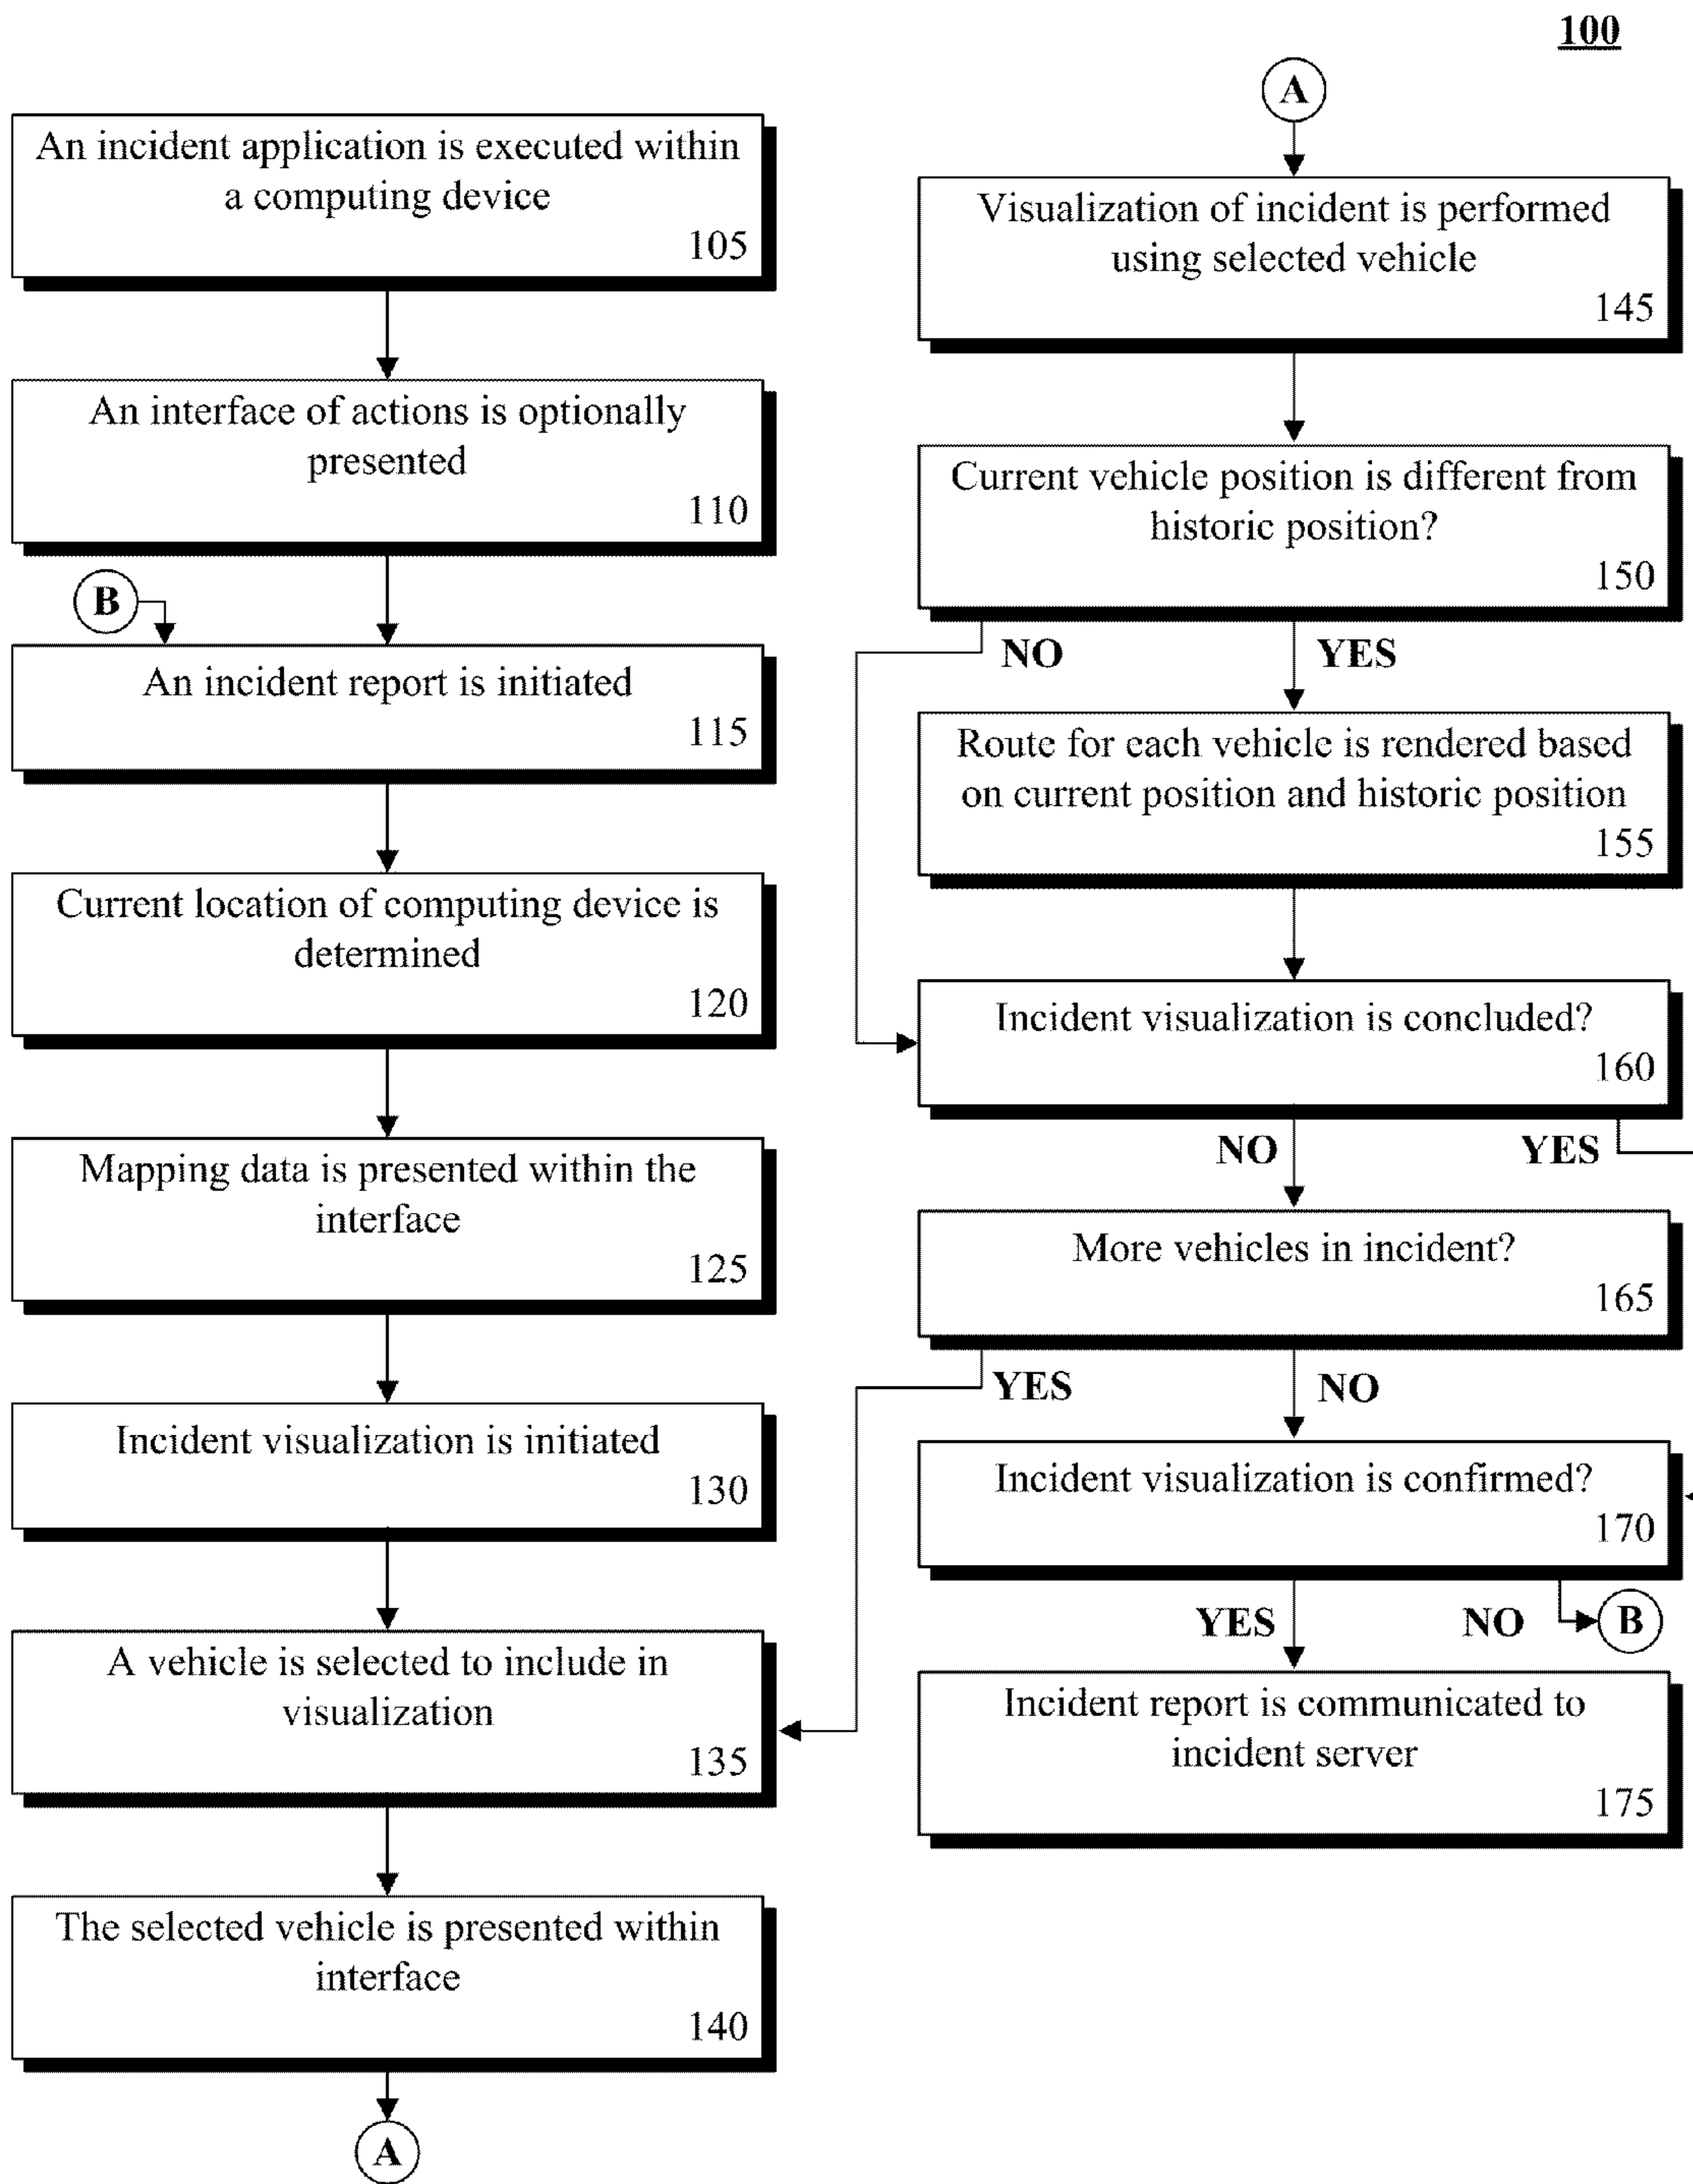 100
An incident application is executed within
a computing device
105
An interface of actions is optionally
presented
110
B
An incident report is initiated
115
Current location of computing device is
determined
120
Mapping data is presented within the
interface
125
Incident visualization is initiated
130
A vehicle is selected to include in
visualization
135
The selected vehicle is presented within
interface
140
A
A
Visualization of incident is performed
using selected vehicle
145
Current vehicle position is different from
historic position?
150
NO
YES
Route for each vehicle is rendered based
on current position and historic position
155
Incident visualization is concluded?
160
NO
YES
More vehicles in incident?
165
YES
NO
Incident visualization is confirmed?
170
YES
NO
B
Incident report is communicated to
incident server
175